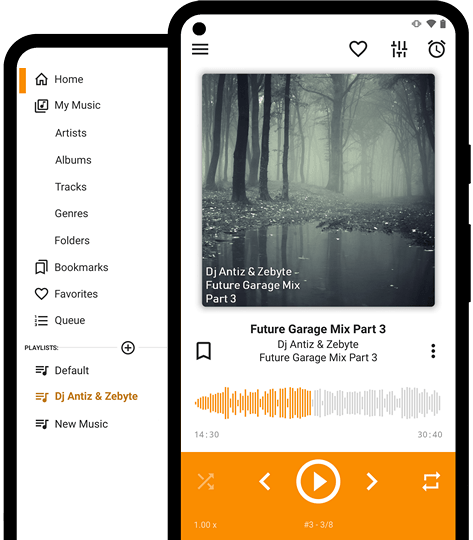 Home
My Music
Artists
Albums
Tracks
Genres
Folders
Bookmarks
Favorites
Queue
PLAYLISTS:
Default
Dj Antiz & Zebyte
New Music
Dj Antiz & Zebyte -
Future Garage Mix
Part 3
Future Garage Mix Part 3
Dj Antiz & Zebyte
Future Garage Mix Part 3
14:30 30:40
1.00 x #3 - 3/8